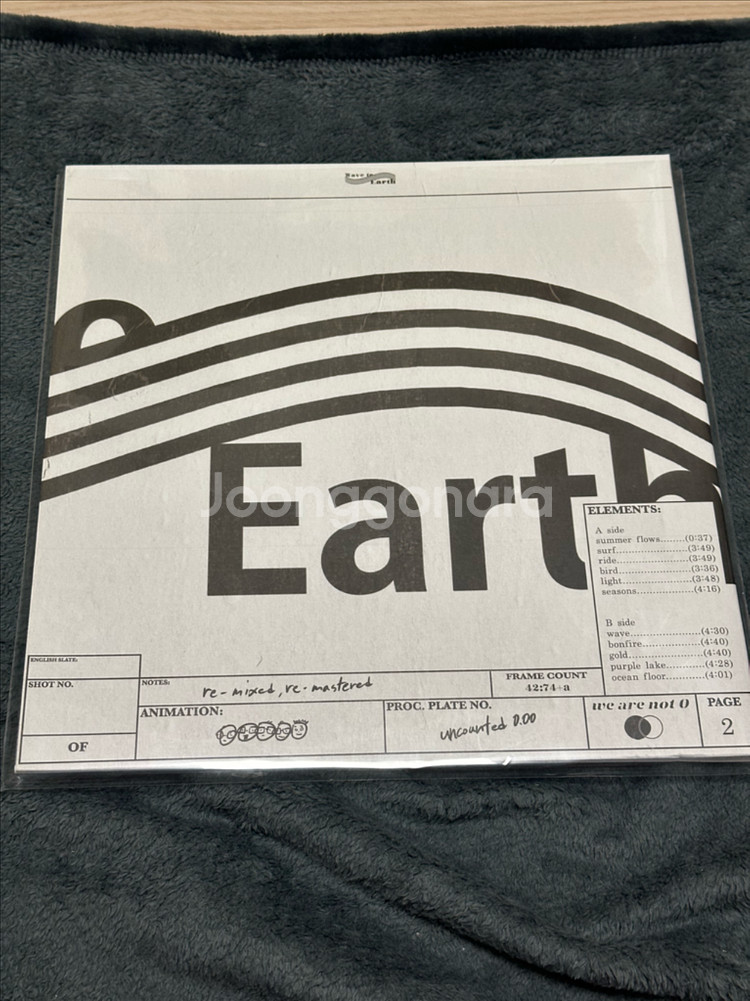 Wave to
Earth
Earth
Joonggonara
ELEMENTS:
A side
summer flows.......(0:37)
surf......................(3:49)
ride......................(3:49)
bird......................(3:36)
light.....................(3:48)
seasons................(4:16)
B side
wave....................(4:30)
bonfire.................(4:40)
gold.....................(4:40)
purple lake..........(4:28)
ocean floor..........(4:01)
ENGLISH SLATE:
SHOT NO.
OF
NOTES:
re-mixed, re-mastered
FRAME COUNT
42:74+a
ANIMATION:
PROC. PLATE NO.
uncounted 0.00
we are not 0
PAGE
2